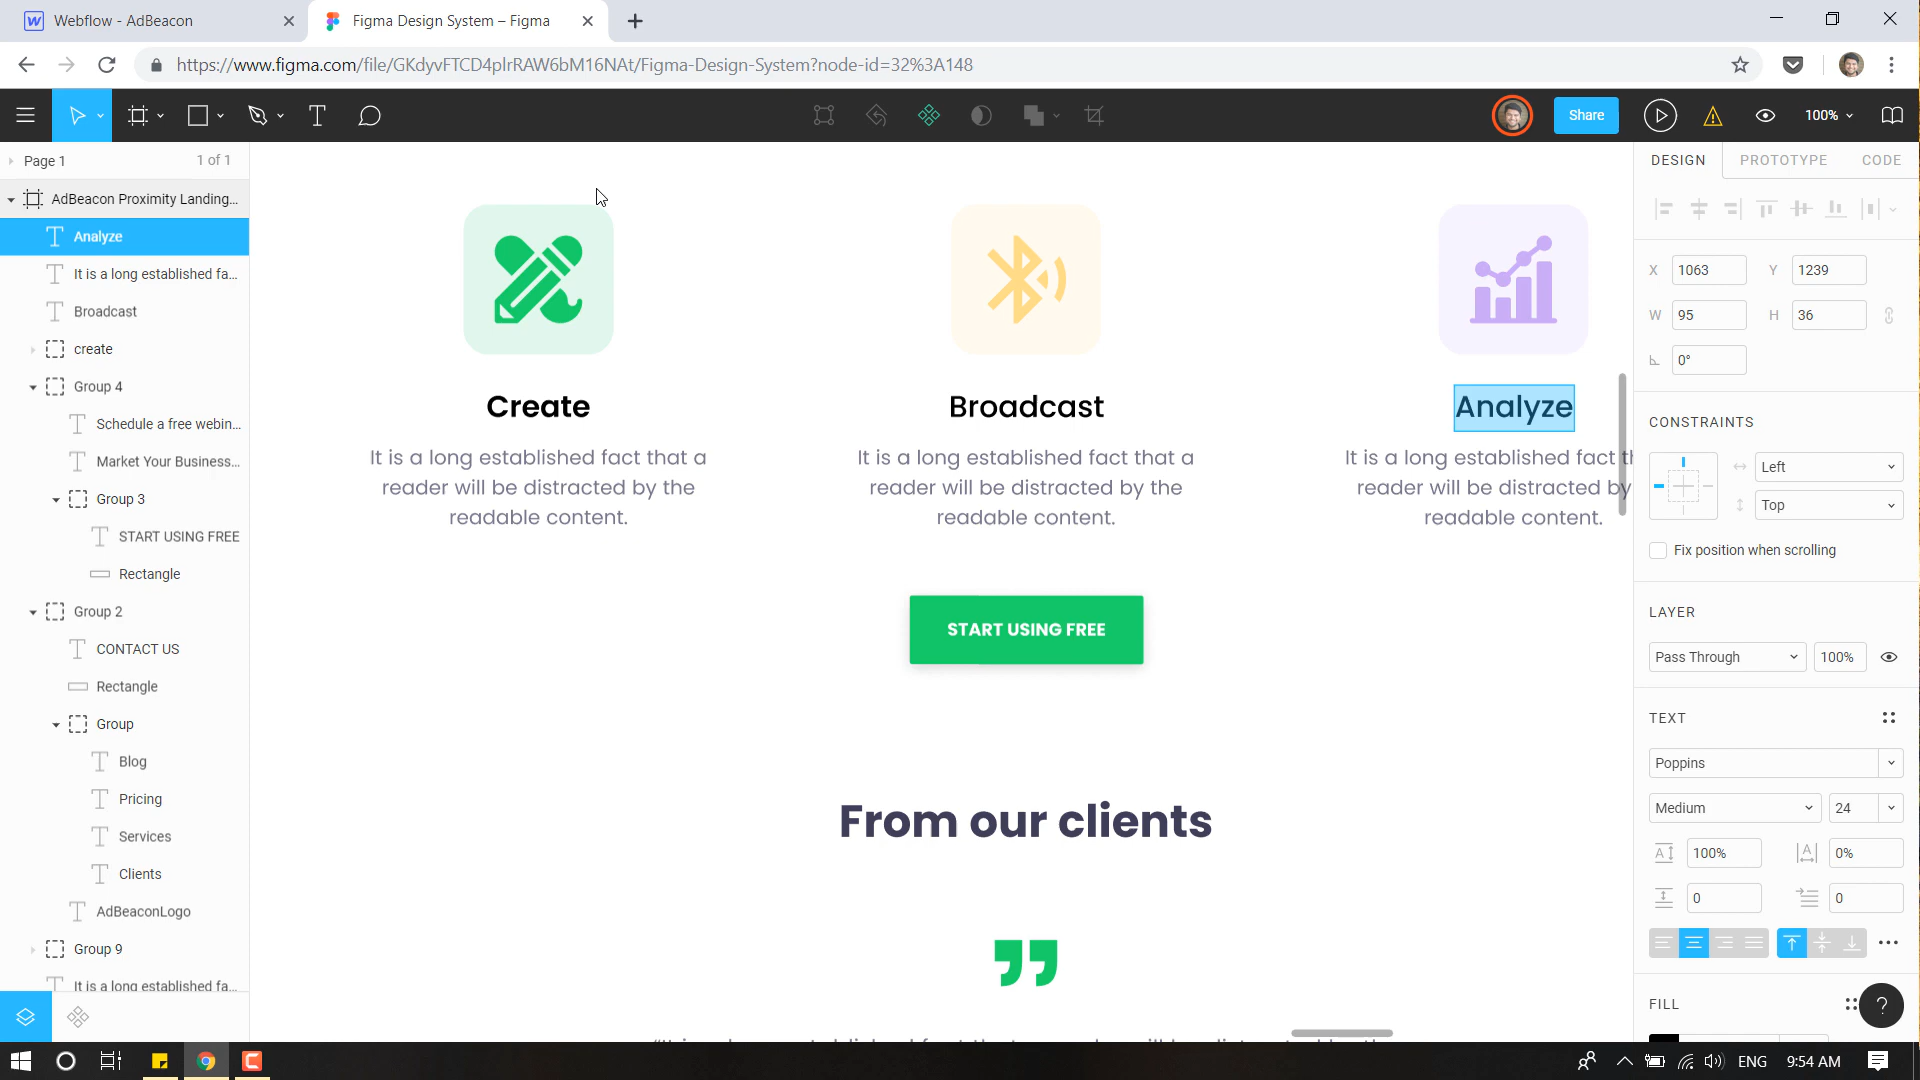 Webflow - AdBeacon
Figma Design System – Figma
https://www.figma.com/file/GKdyvFTCD4plrRAW6bM16NAt/Figma-Design-System?node-id=32%3A148
Share
100%
Page 1
1 of 1
AdBeacon Proximity Landing...
Analyze
It is a long established fa...
Broadcast
create
Group 4
Schedule a free webin...
Market Your Business...
Group 3
START USING FREE
Rectangle
Group 2
CONTACT US
Rectangle
Group
Blog
Pricing
Services
Clients
AdBeaconLogo
Group 9
It is a long established fa...
Create
It is a long established fact that a
reader will be distracted by the
readable content.
Broadcast
It is a long established fact that a
reader will be distracted by the
readable content.
Analyze
It is a long established fact th
reader will be distracted by
readable content.
START USING FREE
From our clients
DESIGN
PROTOTYPE
CODE
X 1063 Y 1239
W 95 H 36
0°
CONSTRAINTS
Left
Top
Fix position when scrolling
LAYER
Pass Through 100%
TEXT
Poppins
Medium 24
100% 0%
0 0
FILL
?
ENG
9:54 AM